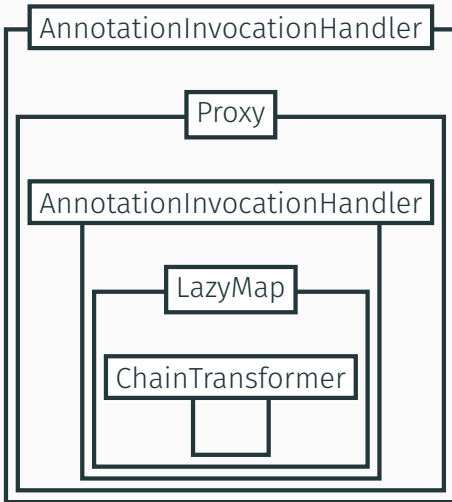 AnnotationInvocationHandler
Proxy
AnnotationInvocationHandler
LazyMap
ChainTransformer